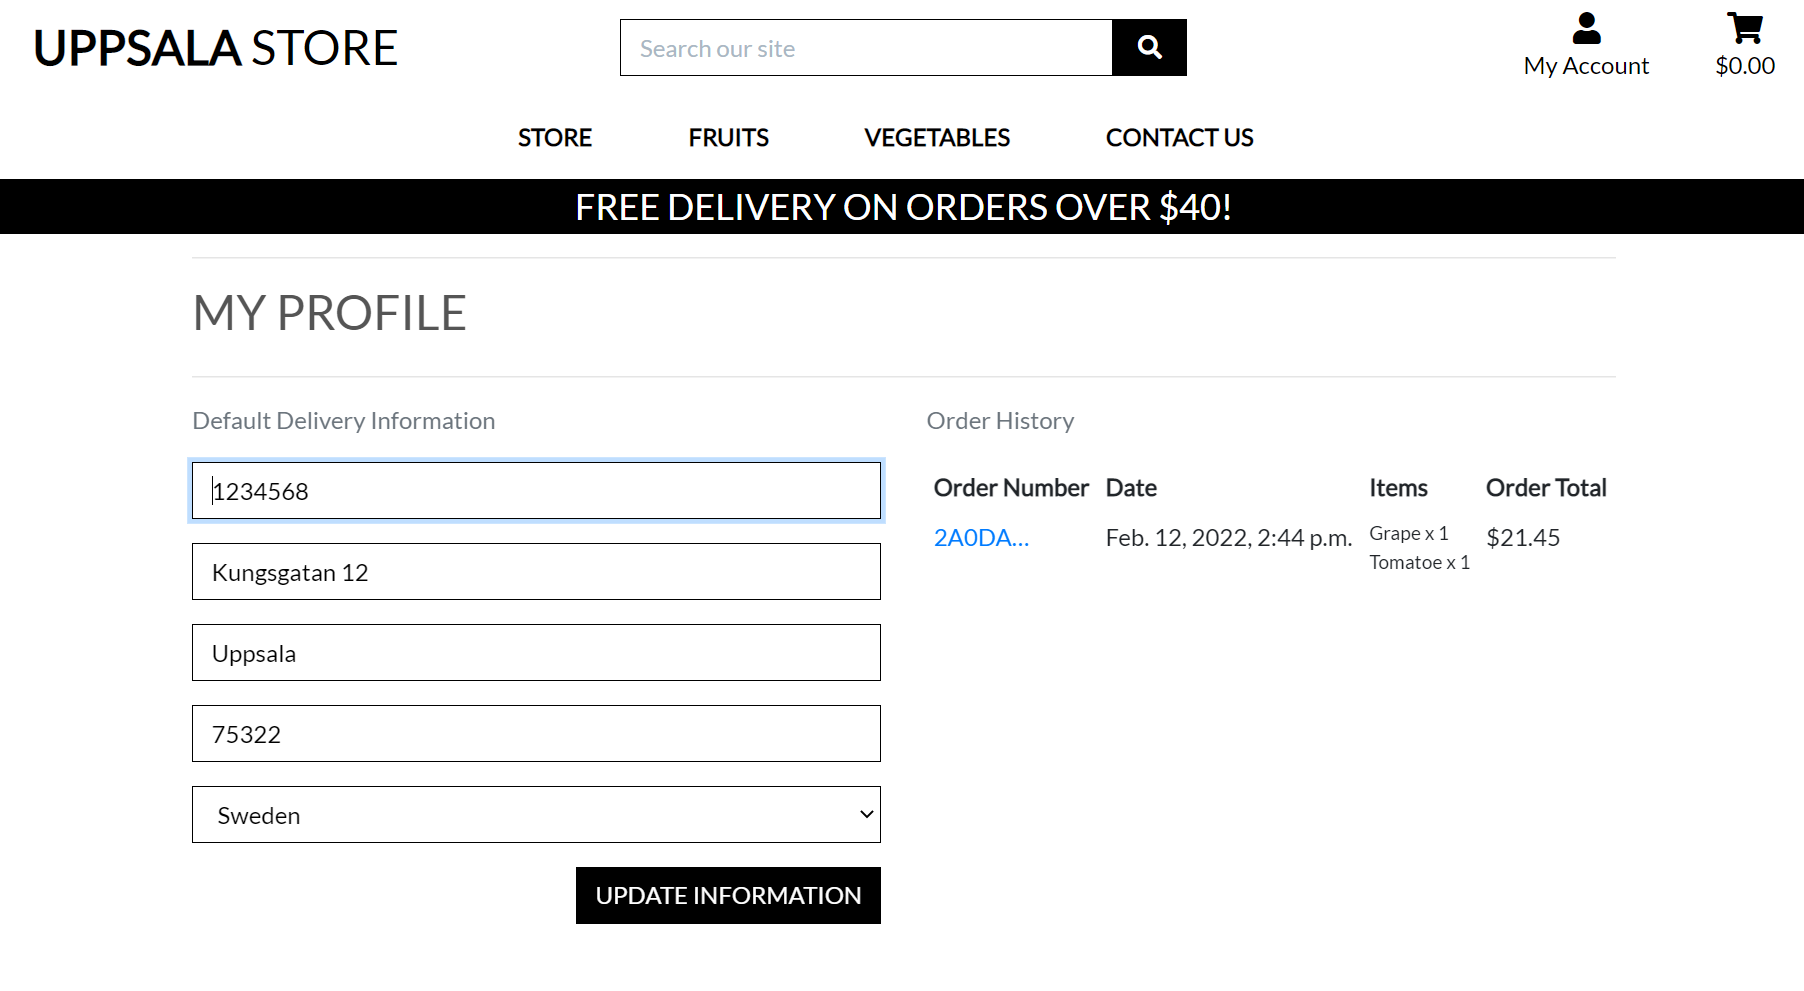 UPPSALA STORE
Search our site
My Account
$0.00
STORE FRUITS VEGETABLES CONTACT US
FREE DELIVERY ON ORDERS OVER $40!
MY PROFILE
Default Delivery Information
1234568
Kungsgatan 12
Uppsala
75322
Sweden
UPDATE INFORMATION
Order History
Order Number Date Items Order Total
2A0DA... Feb. 12, 2022, 2:44 p.m. Grape x 1 $21.45
Tomatoe x 1